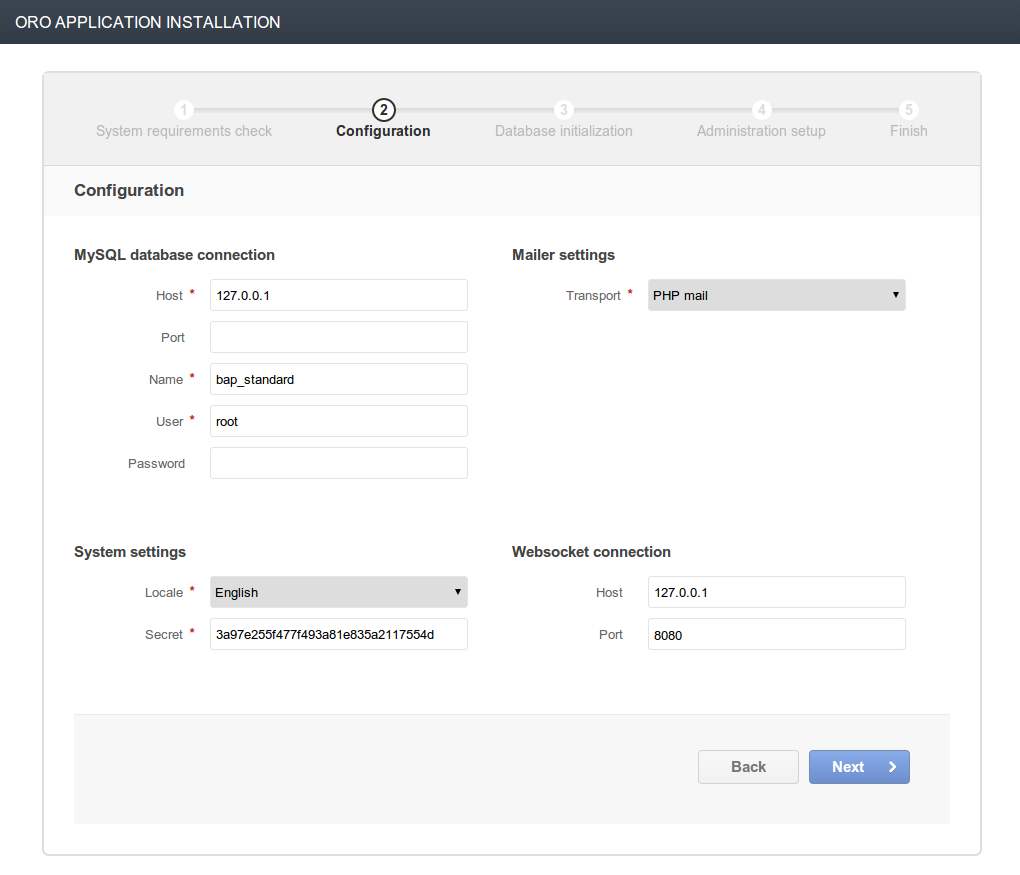 ORO APPLICATION INSTALLATION
1 2 3 4 5
System requirements check Configuration Database initialization Administration setup Finish
Configuration
MySQL database connection
Host * 127.0.0.1
Port
Name * bap_standard
User * root
Password
Mailer settings
Transport * PHP mail
System settings
Locale * English
Secret * 3a97e255f477f493a81e835a2117554d
Websocket connection
Host 127.0.0.1
Port 8080
Back Next